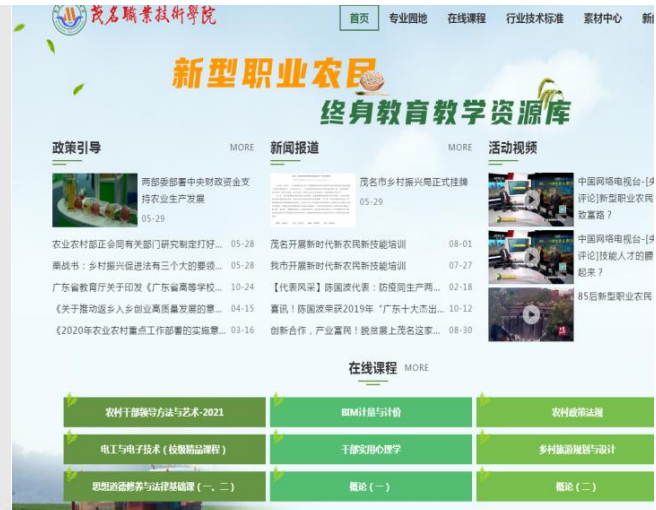 茂名职业技术学院
首页 专业园地 在线课程 行业技术标准 素材中心
新型职业农民
终身教育教学资源库
政策引导 MORE
两部委部署中央财政资金支
持农业生产发展
05-29
农业农村部正会同有关部门研究制定打好... 05-28
栗战书：乡村振兴促进法有三个大的要领... 05-28
广东省教育厅关于印发《广东省高等学校... 10-24
《关于推动返乡入乡创业高质量发展的意... 04-15
《2020年农业农村重点工作部署的实施意... 03-16
新闻报道 MORE
茂名市乡村振兴局正式挂牌
05-29
茂名开展新时代新农民新技能培训 08-01
我市开展新时代新农民新技能培训 07-27
【代表风采】陈国波代表：防疫同生产两... 02-18
喜讯！陈国波荣获2019年“广东十大杰出... 10-12
创新合作，产业富民！脱贫展上茂名这家... 08-30
活动视频
中国网络电视台-[央
评论]新型职业农民
致富路？
中国网络电视台-[央
评论]技能人才的腰
起来？
85后新型职业农民
在线课程 MORE
农村干部领导方法与艺术-2021 BIM计量与计价 农村政策法规
电工与电子技术（校级精品课程） 干部实用心理学 乡村旅游规划与设计
思想道德修养与法律基础课（一、二） 概论（一） 概论（二）